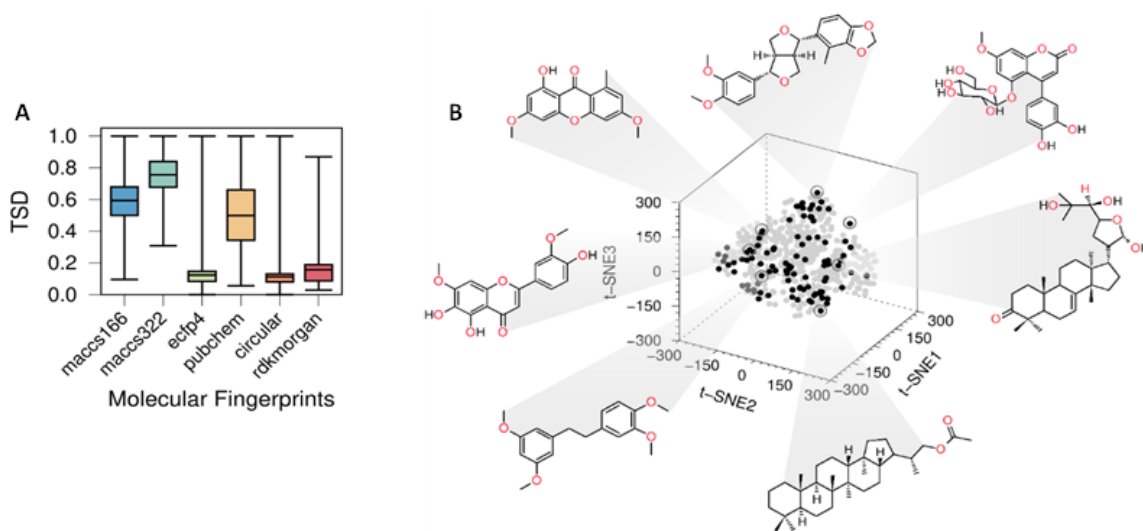 A
TSD
1.0
0.8
0.6
0.4
0.2
0.0
maccs166
maccs322
ecfp4
pubchem
circular
rdkmorgan
Molecular Fingerprints
B
OH
O
O
O
O
O
O
O
O
O
O
O
O
O
O
HO
HO
HO
OH
O
O
OH
OH
O
O
OH
O
HO
OH
O
H
HO
OH
O
OH
H
O
O
O
O
O
O
O
H
H
H
H
t-SNE3
300
150
0
−150
−300
−300
−150
0
150
300
t-SNE2
−300
−150
0
150
300
t-SNE1